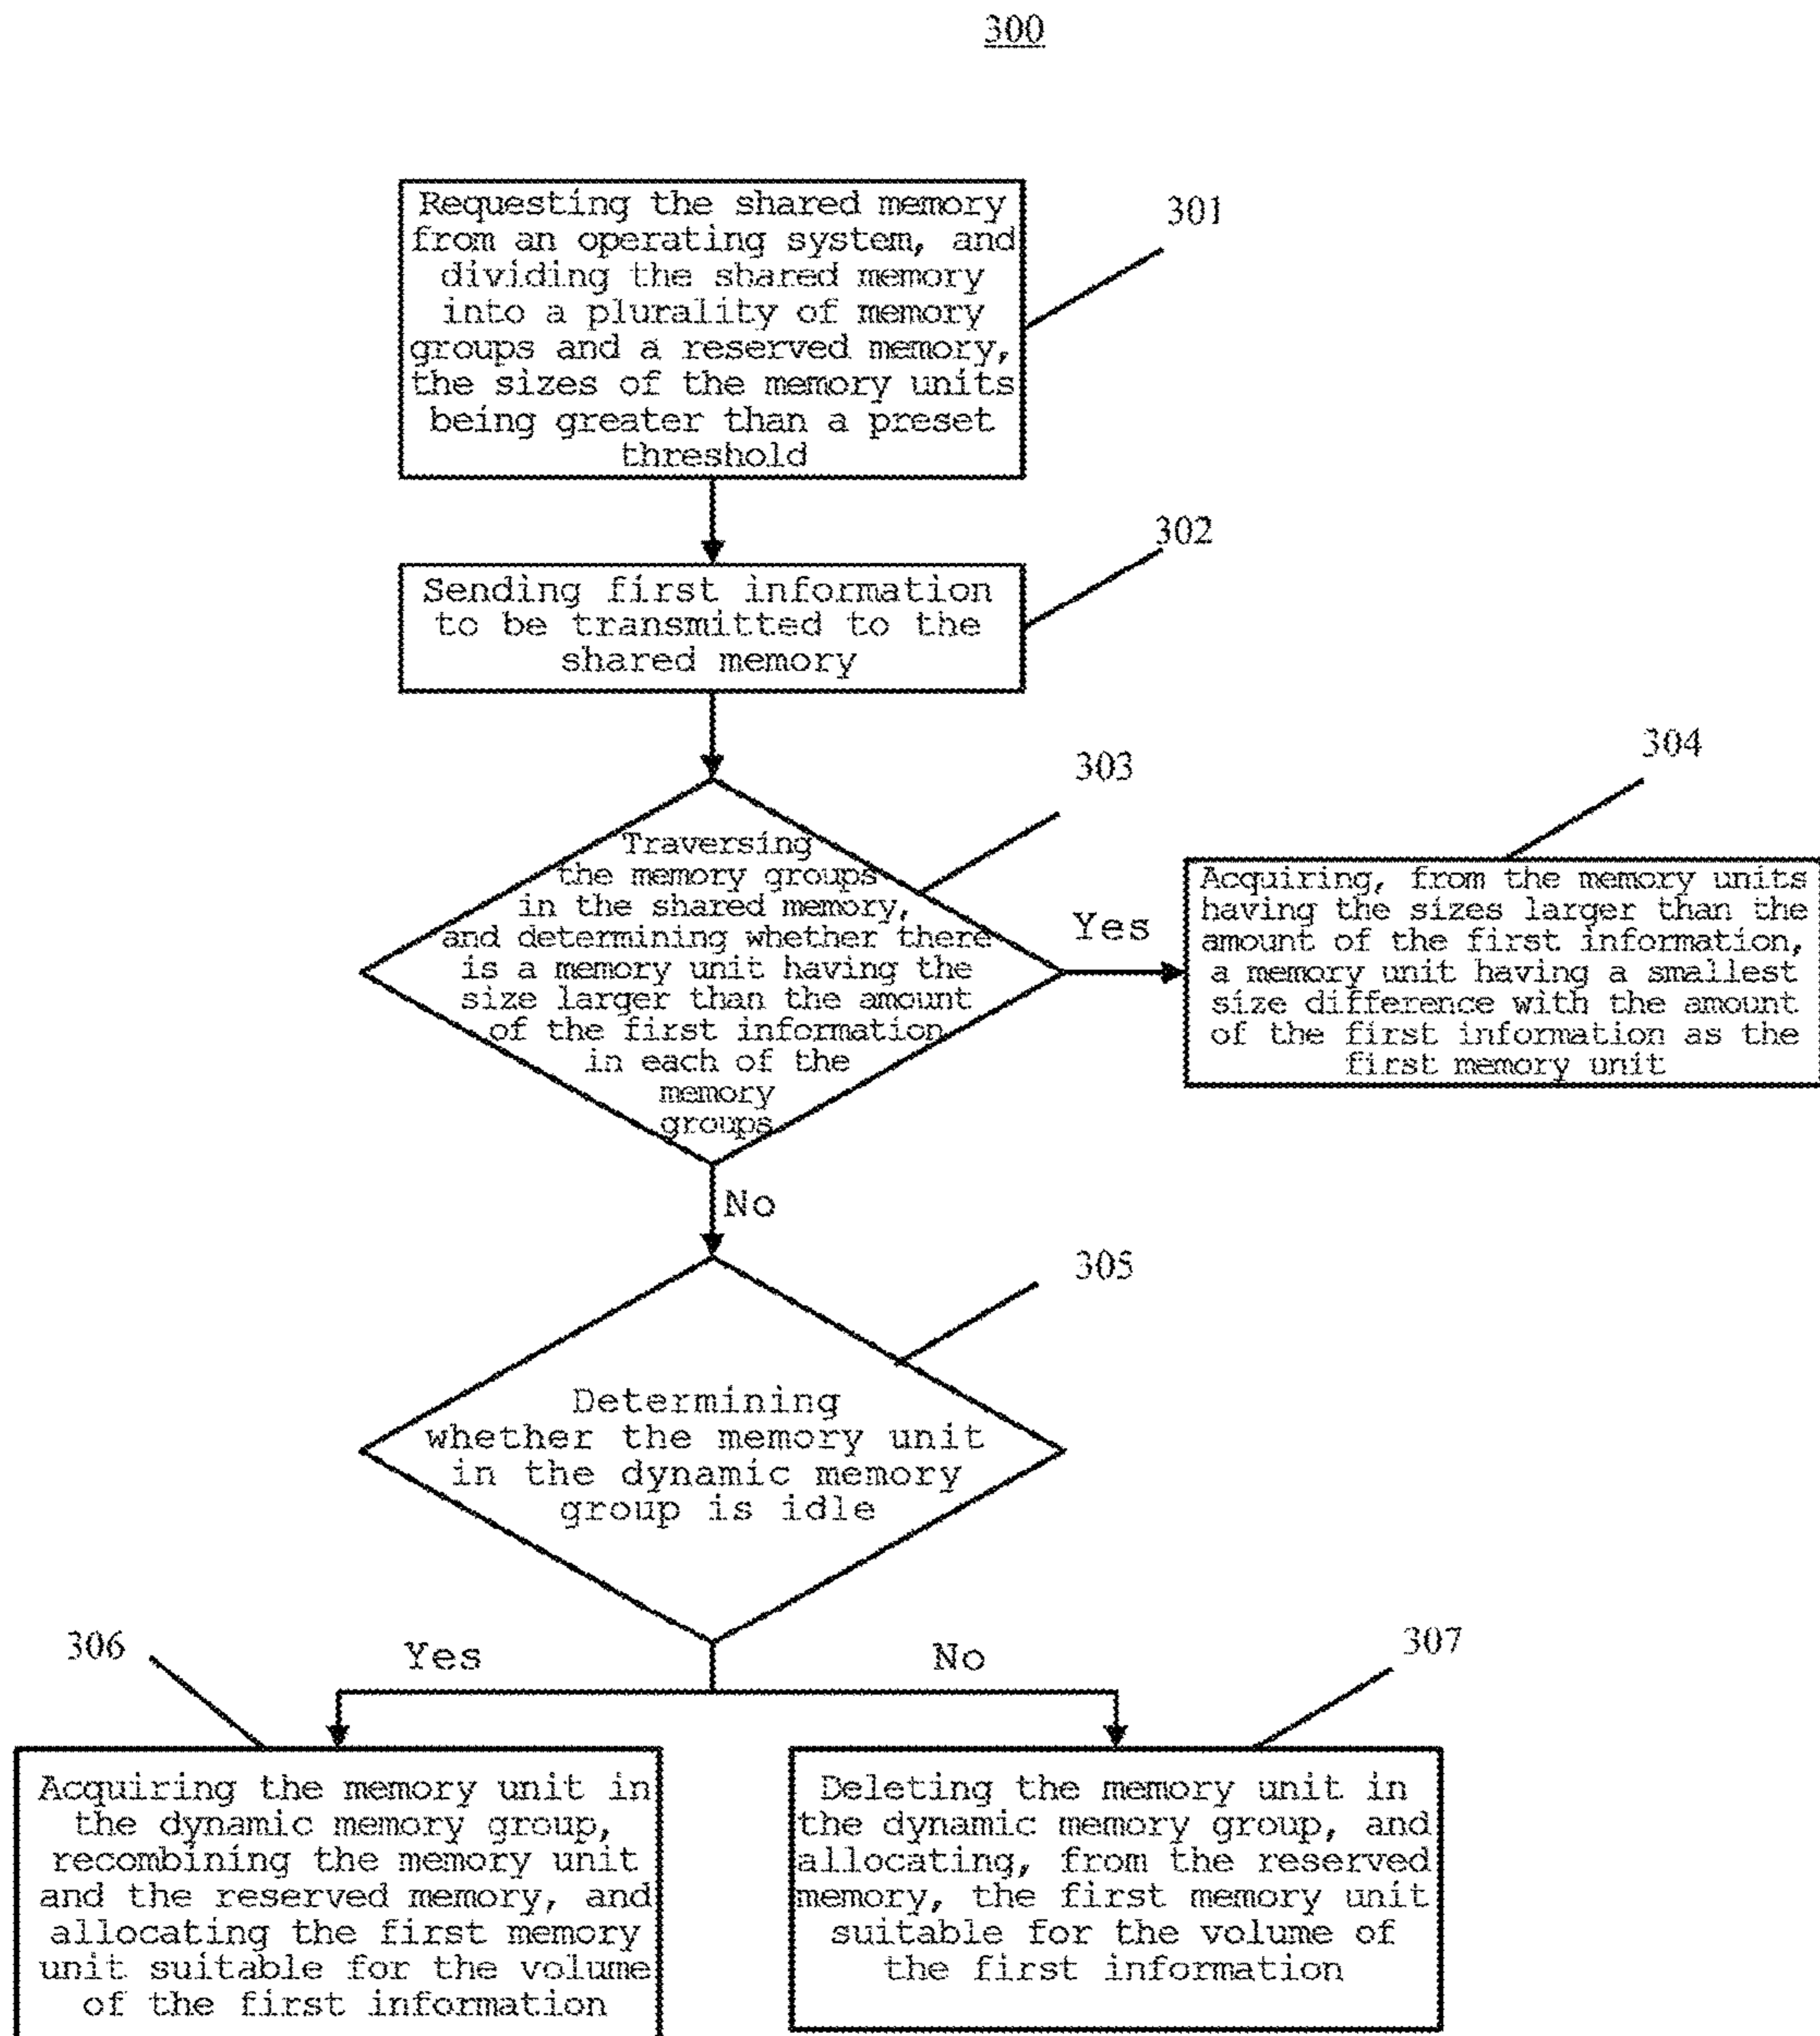 300
Requesting the shared memory
from an operating system, and
dividing the shared memory
into a plurality of memory
groups and a reserved memory,
the sizes of the memory units
being greater than a preset
threshold
301
Sending first information
to be transmitted to the
shared memory
302
Traversing
the memory groups
in the shared memory,
and determining whether there
is a memory unit having the
size larger than the amount
of the first information
in each of the
memory
groups
303
Yes
Acquiring, from the memory units
having the sizes larger than the
amount of the first information,
a memory unit having a smallest
size difference with the amount
of the first information as the
first memory unit
304
No
Determining
whether the memory unit
in the dynamic memory
group is idle
305
Yes
No
306
Acquiring the memory unit in
the dynamic memory group,
recombining the memory unit
and the reserved memory, and
allocating the first memory
unit suitable for the volume
of the first information
307
Deleting the memory unit in
the dynamic memory group, and
allocating, from the reserved
memory, the first memory unit
suitable for the volume of
the first information